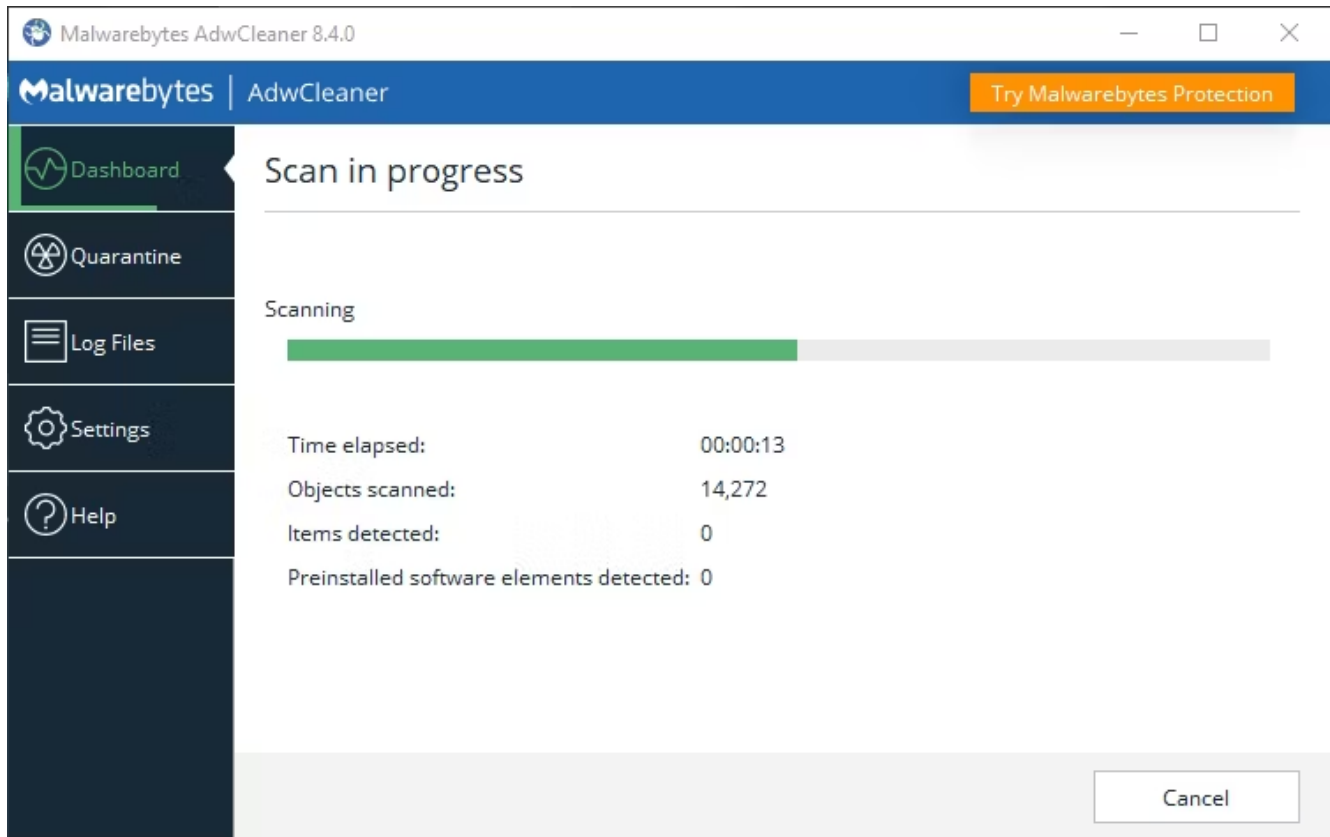 Malwarebytes AdwCleaner 8.4.0
Malwarebytes | AdwCleaner
Try Malwarebytes Protection
Dashboard
Quarantine
Log Files
Settings
Help
Scan in progress
Scanning
Time elapsed: 00:00:13
Objects scanned: 14,272
Items detected: 0
Preinstalled software elements detected: 0
Cancel